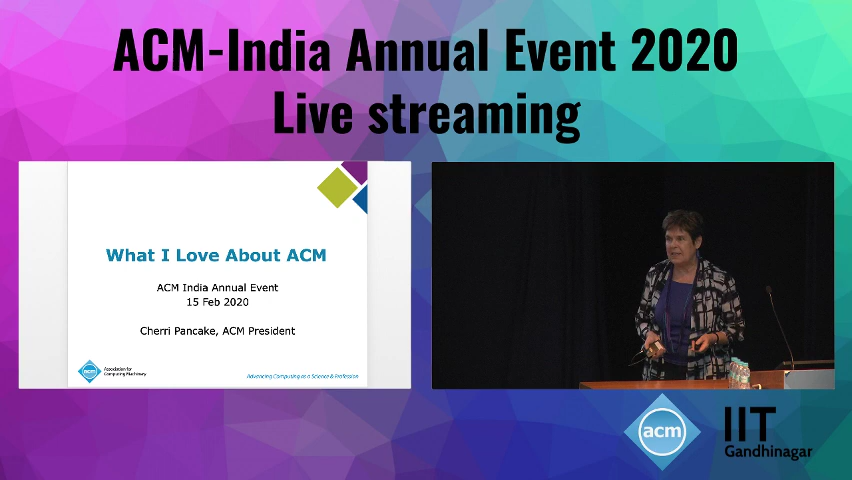 ACM-India Annual Event 2020
Live streaming
What I Love About ACM
ACM India Annual Event
15 Feb 2020
Cherri Pancake, ACM President
acm
Association for
Computing Machinery
Advancing Computing as a Science & Profession
acm
IIT
Gandhinagar